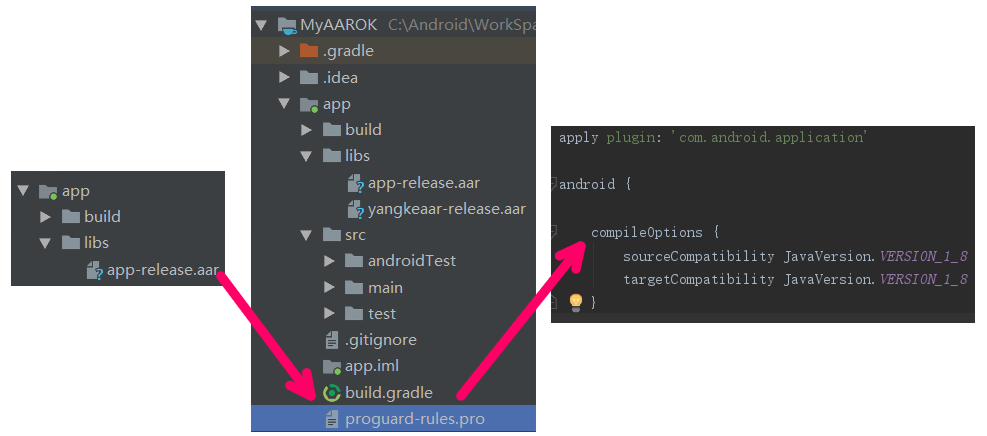 app
build
libs
app-release.aar
MyAAROK C:\Android\WorkSpa
.gradle
.idea
app
build
libs
app-release.aar
yangkeaar-release.aar
src
androidTest
main
test
.gitignore
app.iml
build.gradle
proguard-rules.pro
apply plugin: 'com.android.application'
android {
compileOptions {
sourceCompatibility JavaVersion.VERSION_1_8
targetCompatibility JavaVersion.VERSION_1_8
}